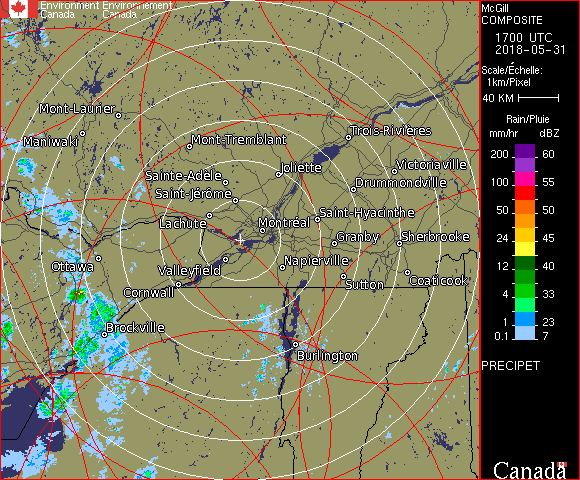 Environment Environnement
Canada Canada
McGill
COMPOSITE
1700 UTC
2018-05-31
Scale/Échelle:
1km/Pixel
40 KM
Rain/Pluie
mm/hr dBZ
200 60
100 55
50 50
24 45
12 40
4 33
1 23
0.1 7
PRECIPET
Mont-Laurier
Maniwaki
Mont-Tremblant
Trois-Rivières
Joliette
Victoriaville
Sainte-Adèle
Drummondville
Saint-Jérôme
Lachute
Saint-Hyacinthe
Montréal
Granby
Sherbrooke
Ottawa
Valleyfield
Napierville
Sutton
Coaticook
Cornwall
Brockville
Burlington
Canada